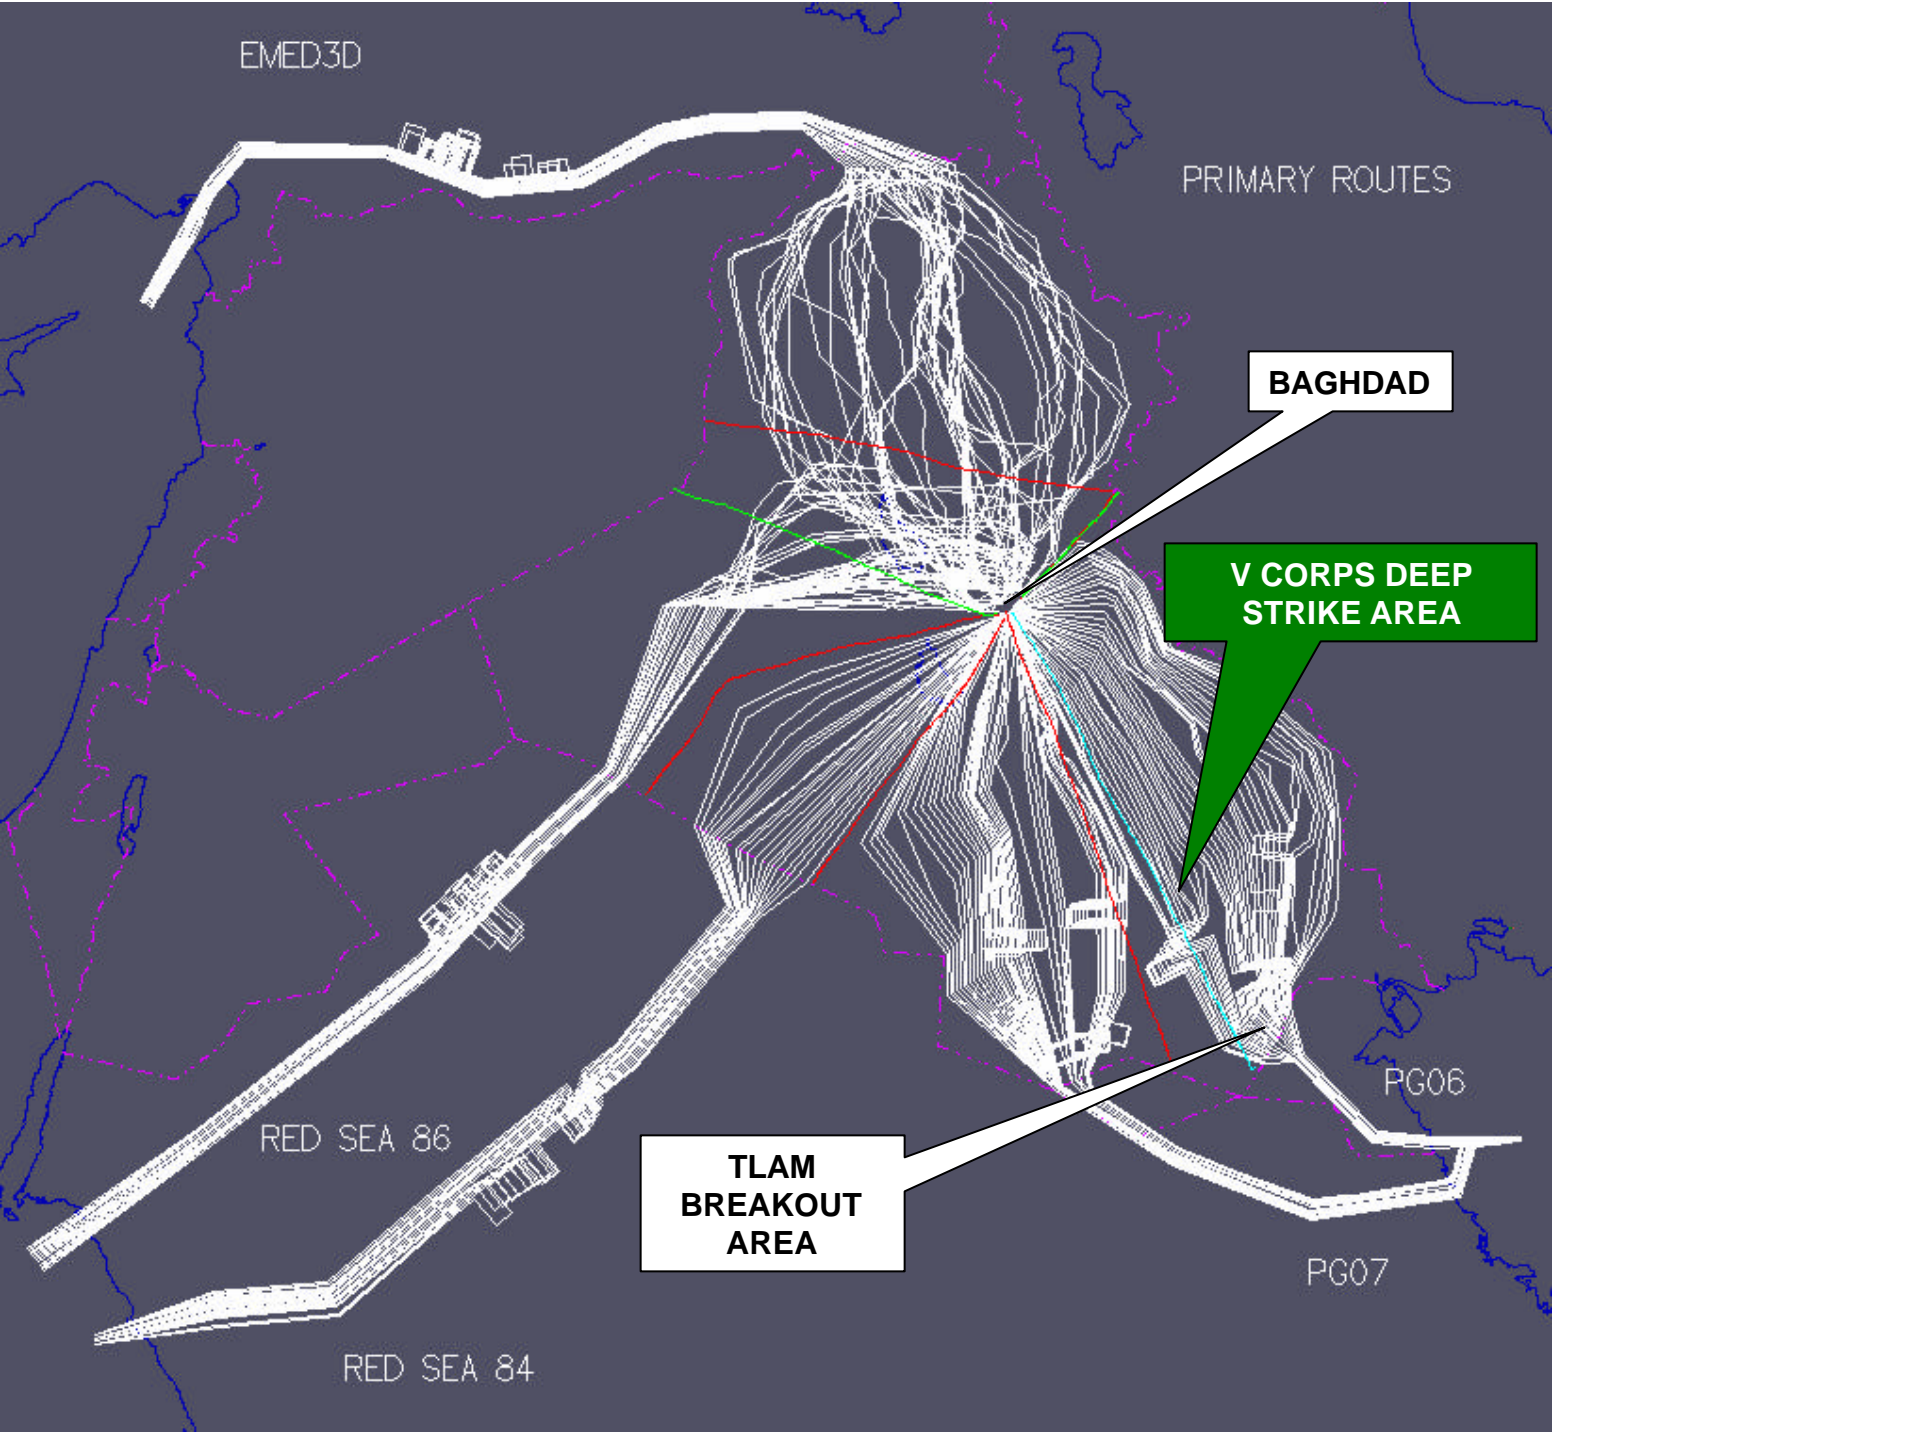 EMED3D
PRIMARY ROUTES
BAGHDAD
V CORPS DEEP
STRIKE AREA
PG06
RED SEA 86
TLAM
BREAKOUT
AREA
PG07
RED SEA 84